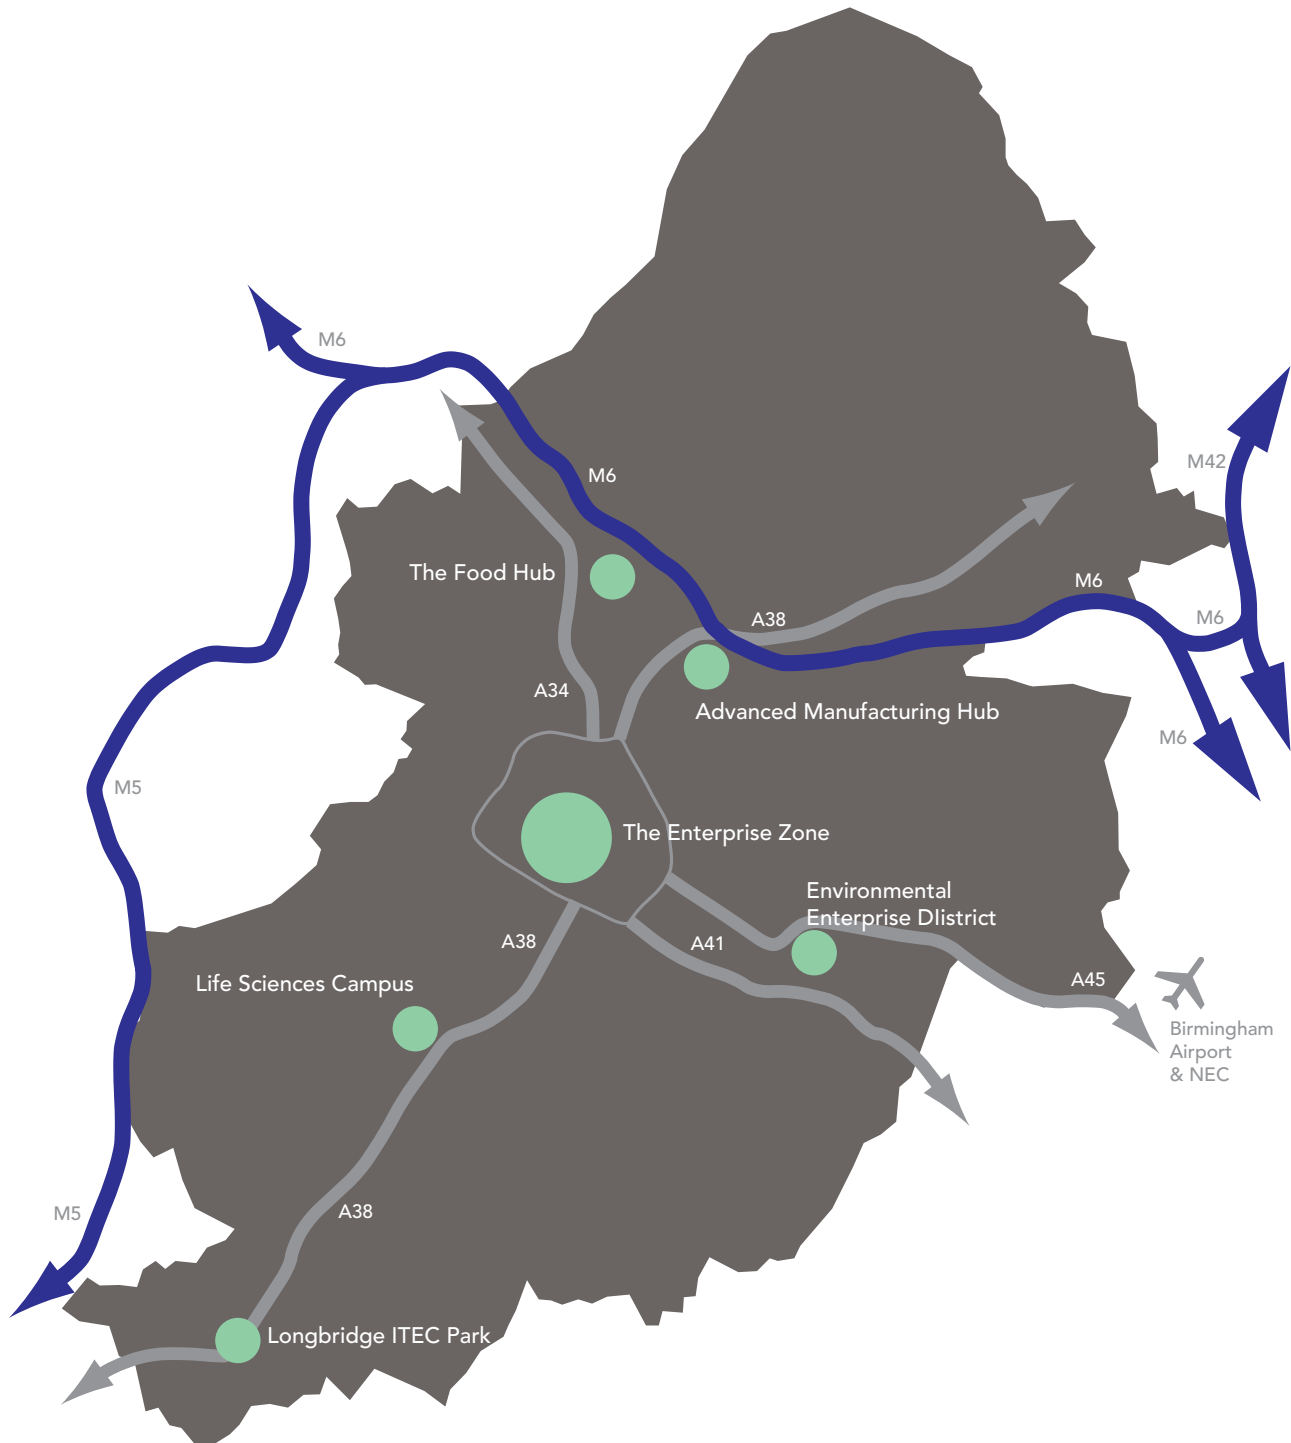 M6
M42
M6
The Food Hub
M6
A38
M6
A34
Advanced Manufacturing Hub
M6
M5
The Enterprise Zone
Environmental
Enterprise DIistrict
A38
A41
Life Sciences Campus
A45
Birmingham
Airport
& NEC
A38
M5
Longbridge ITEC Park